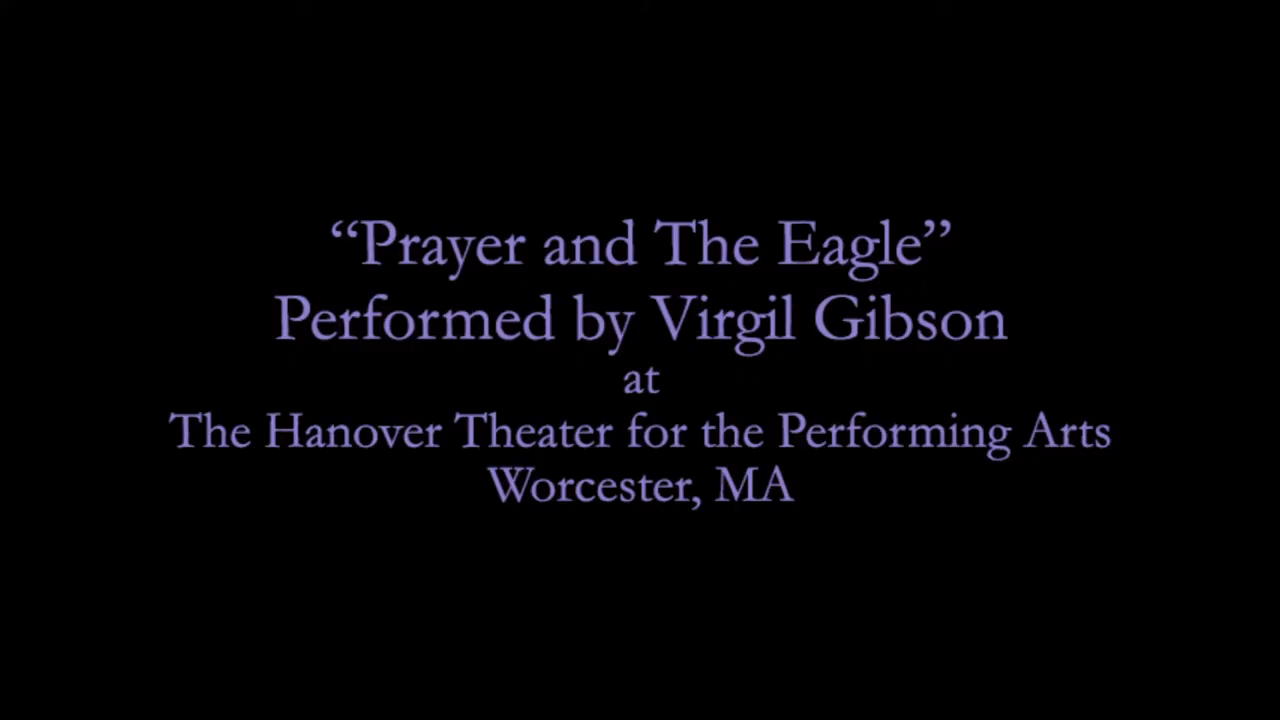 “Prayer and The Eagle”
Performed by Virgil Gibson
at
The Hanover Theater for the Performing Arts
Worcester, MA